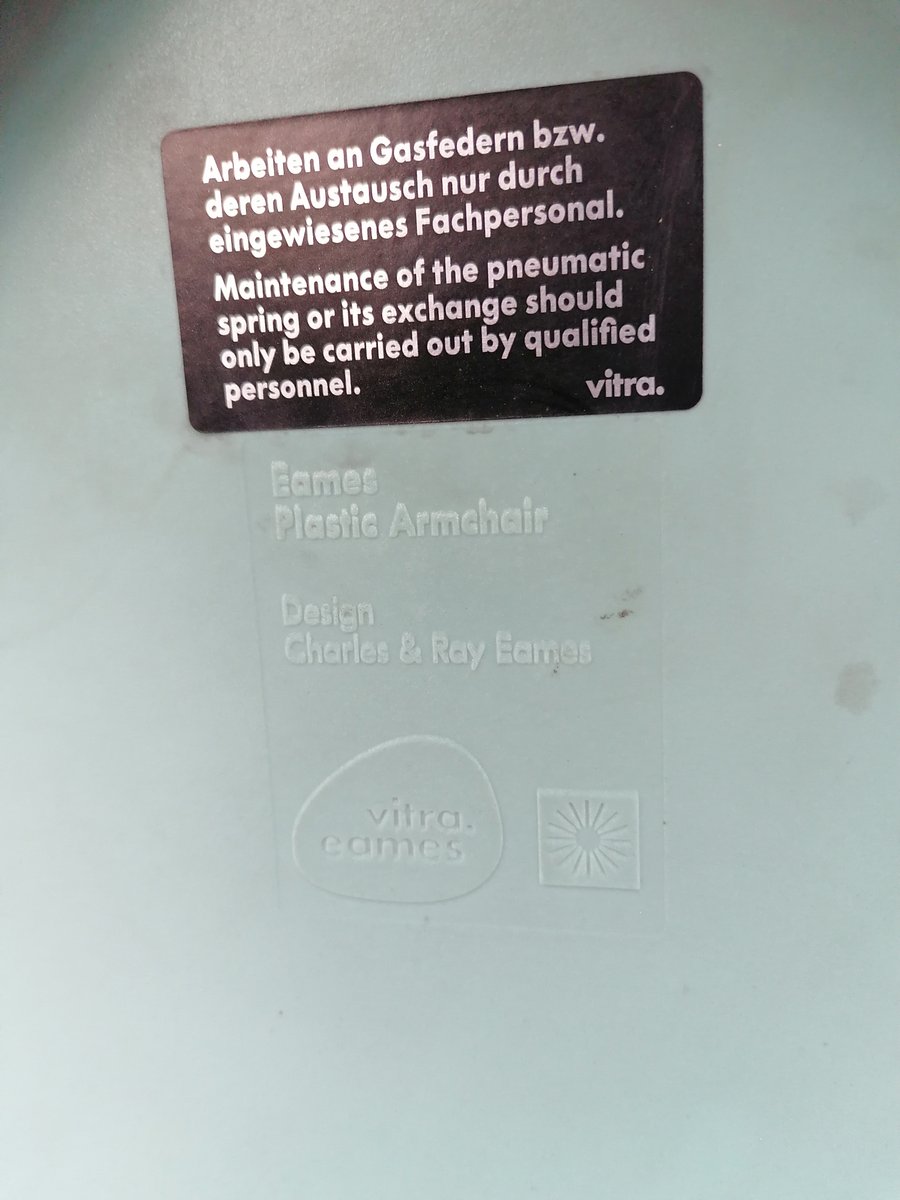 Arbeiten an Gasfedern bzw.
deren Austausch nur durch
eingewiesenes Fachpersonal.
Maintenance of the pneumatic
spring or its exchange should
only be carried out by qualified
personnel.
vitra.
Eames
Plastic Armchair
Design
Charles & Ray Eames
vitra.
eames